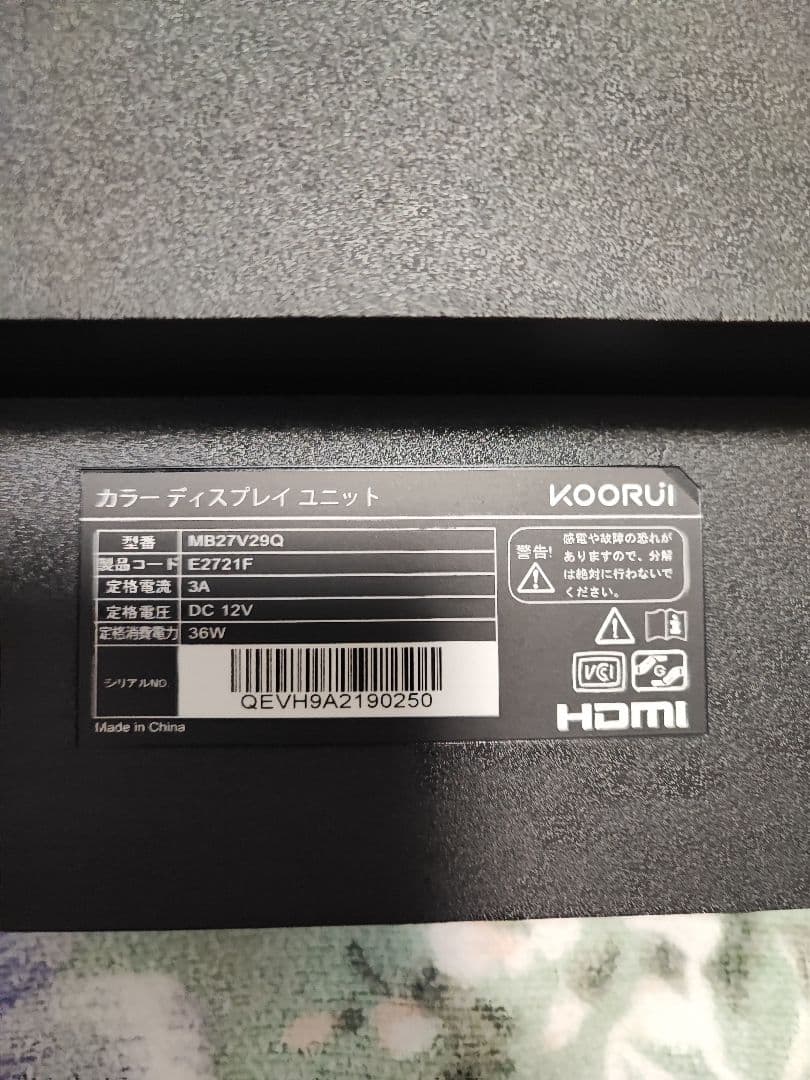 カラー ディスプレイ ユニット
KOORUI
型番 MB27V29Q
製品コード E2721F
定格電流 3A
定格電圧 DC 12V
定格消費電力 36W
シリアルNO.
QEVH9A2190250
Made in China
警告!
感電や故障の恐れが
ありますので、分解
は絶対に行わないで
ください。
VCI
HDMI